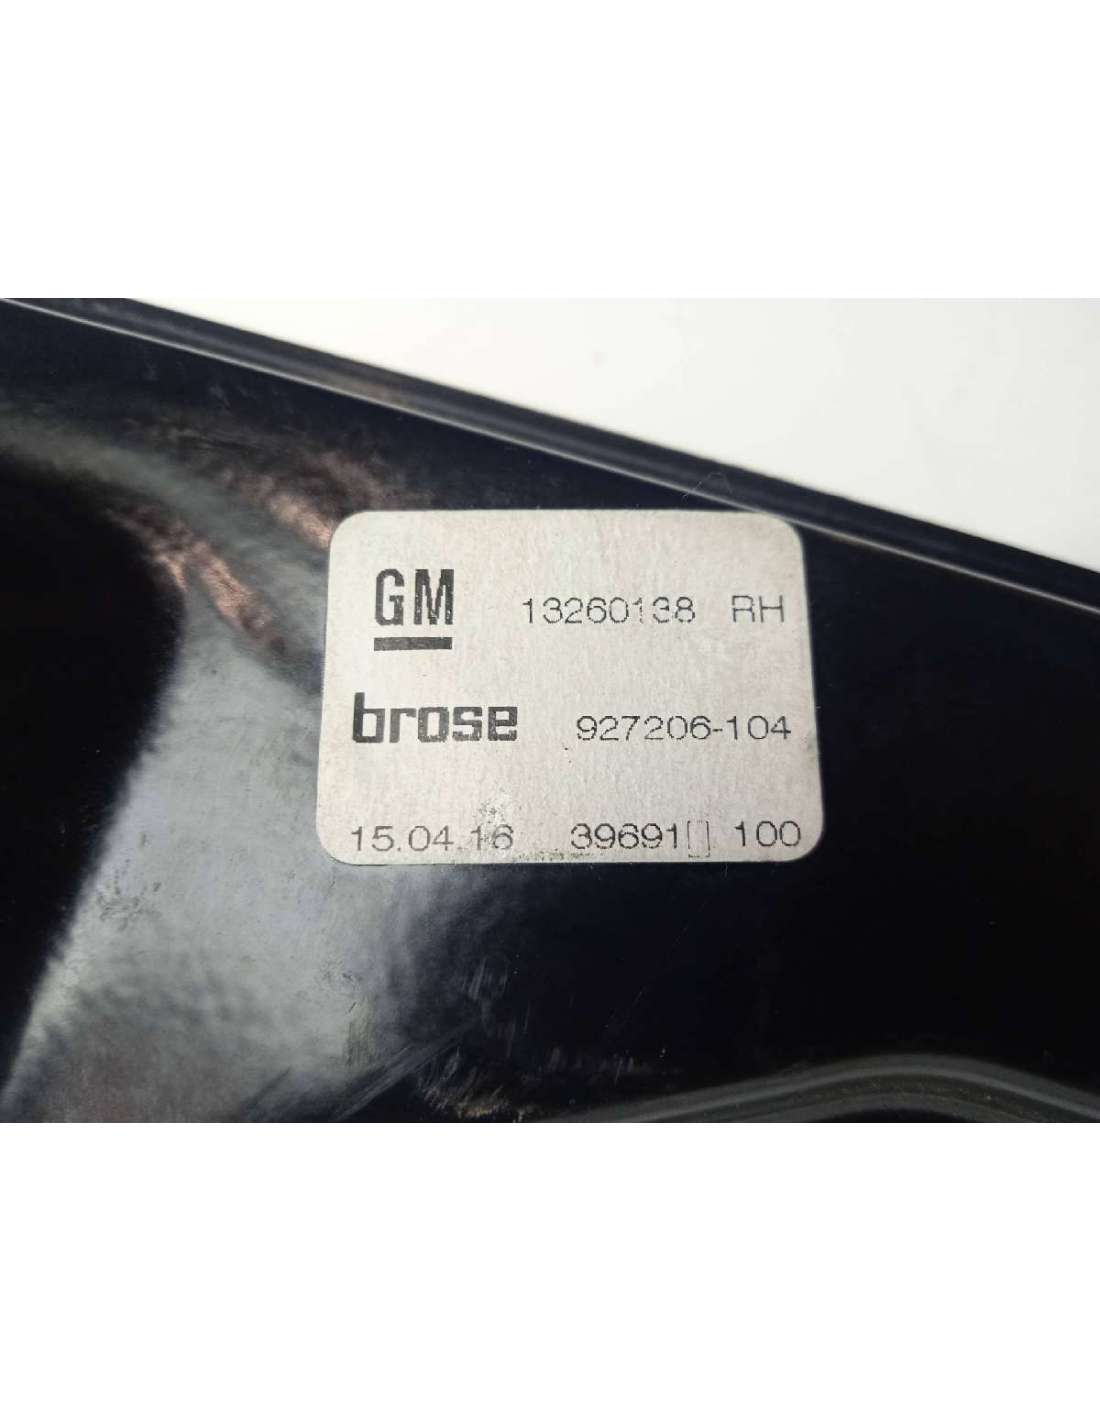 GM 13260138 RH
brose 927206-104
15.04.16 39691[] 100